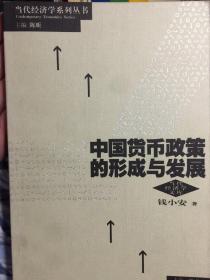 当代经济学系列丛书
Contemporary Economics Series
主编 陈昕
中国货币政策
的形成与发展
钱小安 著